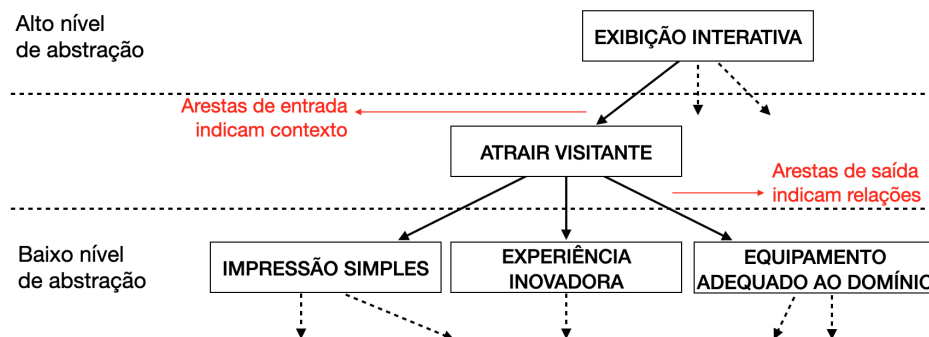 Alto nível
de abstração
EXIBIÇÃO INTERATIVA
Arestas de entrada
indicam contexto
ATRAIR VISITANTE
Arestas de saída
indicam relações
Baixo nível
de abstração
IMPRESSÃO SIMPLES
EXPERIÊNCIA
INOVADORA
EQUIPAMENTO
ADEQUADO AO DOMÍNIO